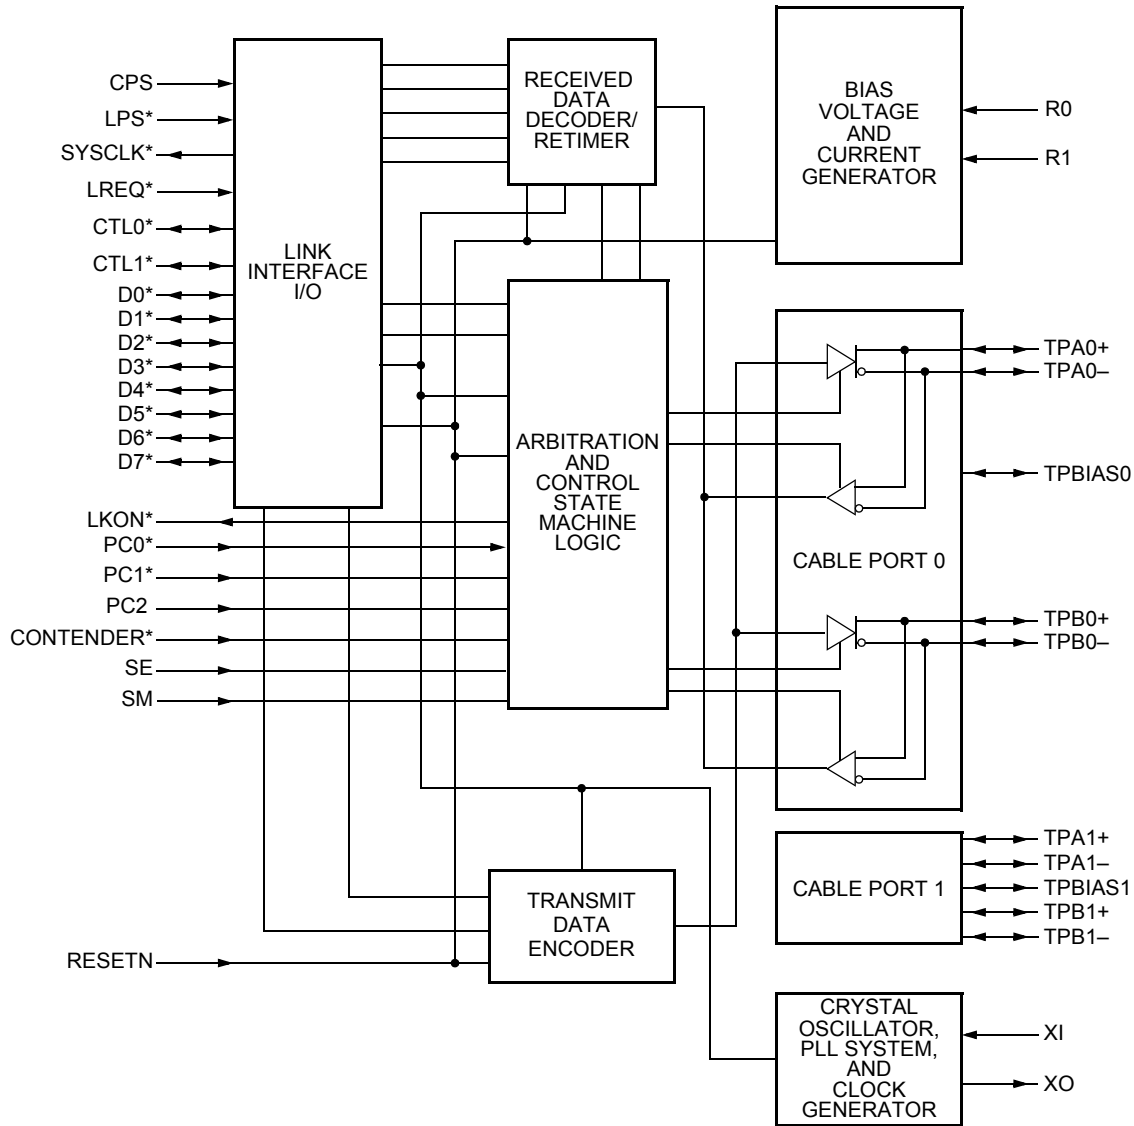 CPS
LPS*
SYSCLK*
LREQ*
CTL0*
CTL1*
D0*
D1*
D2*
D3*
D4*
D5*
D6*
D7*
LKON*
PC0*
PC1*
PC2
CONTENDER*
SE
SM
RESETN
LINK
INTERFACE
I/O
RECEIVED
DATA
DECODER/
RETIMER
ARBITRATION
AND
CONTROL
STATE
MACHINE
LOGIC
TRANSMIT
DATA
ENCODER
BIAS
VOLTAGE
AND
CURRENT
GENERATOR
R0
R1
CABLE PORT 0
TPA0+
TPA0–
TPBIAS0
TPB0+
TPB0–
CABLE PORT 1
TPA1+
TPA1–
TPBIAS1
TPB1+
TPB1–
CRYSTAL
OSCILLATOR,
PLL SYSTEM,
AND
CLOCK
GENERATOR
XI
XO